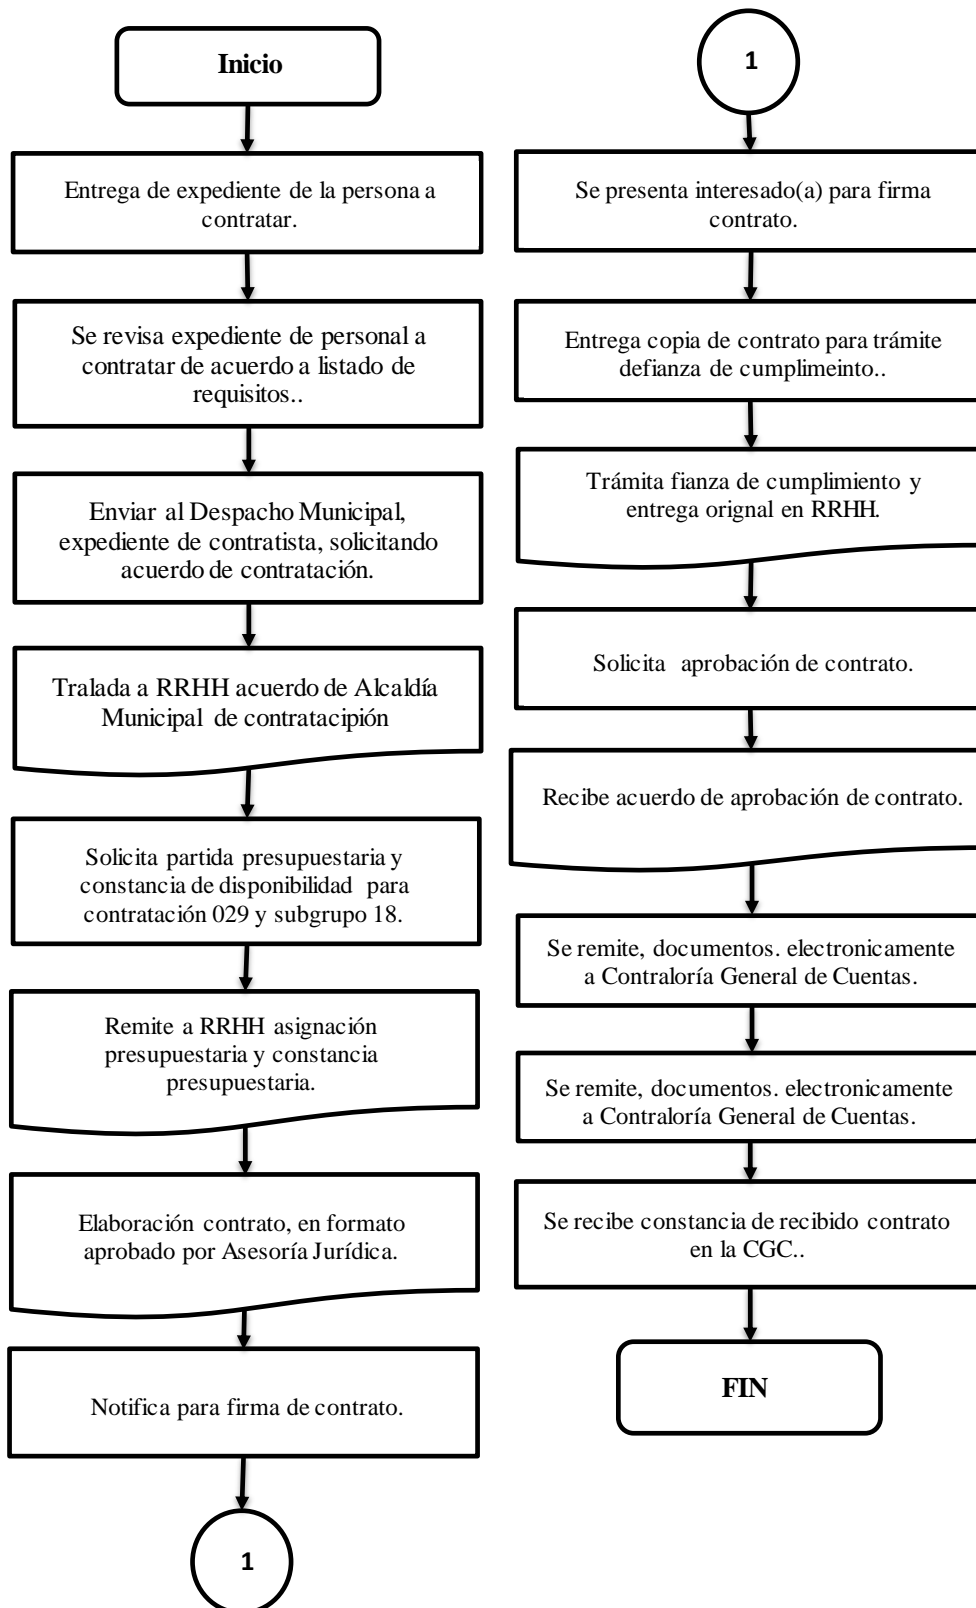 Inicio
Entrega de expediente de la persona a
contratar.
Se revisa expediente de personal a
contratar de acuerdo a listado de
requisitos..
Enviar al Despacho Municipal,
expediente de contratista, solicitando
acuerdo de contratación.
Tralada a RRHH acuerdo de Alcaldía
Municipal de contratacipión
Solicita partida presupuestaria y
constancia de disponibilidad para
contratación 029 y subgrupo 18.
Remite a RRHH asignación
presupuestaria y constancia
presupuestaria.
Elaboración contrato, en formato
aprobado por Asesoría Jurídica.
Notifica para firma de contrato.
1
1
Se presenta interesado(a) para firma
contrato.
Entrega copia de contrato para trámite
defianza de cumplimeinto..
Trámita fianza de cumplimiento y
entrega orignal en RRHH.
Solicita aprobación de contrato.
Recibe acuerdo de aprobación de contrato.
Se remite, documentos. electronicamente
a Contraloría General de Cuentas.
Se remite, documentos. electronicamente
a Contraloría General de Cuentas.
Se recibe constancia de recibido contrato
en la CGC..
FIN